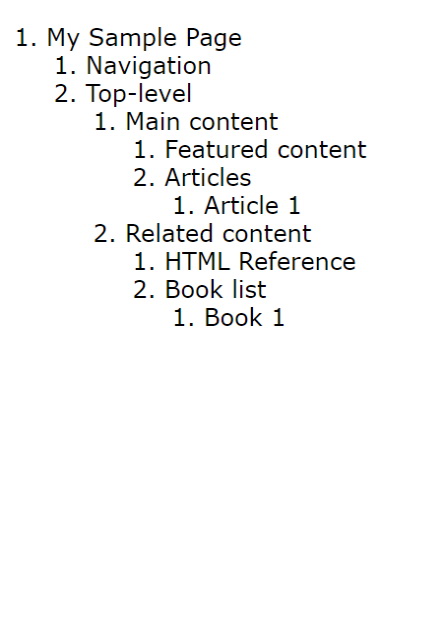 1. My Sample Page
1. Navigation
2. Top-level
1. Main content
1. Featured content
2. Articles
1. Article 1
2. Related content
1. HTML Reference
2. Book list
1. Book 1